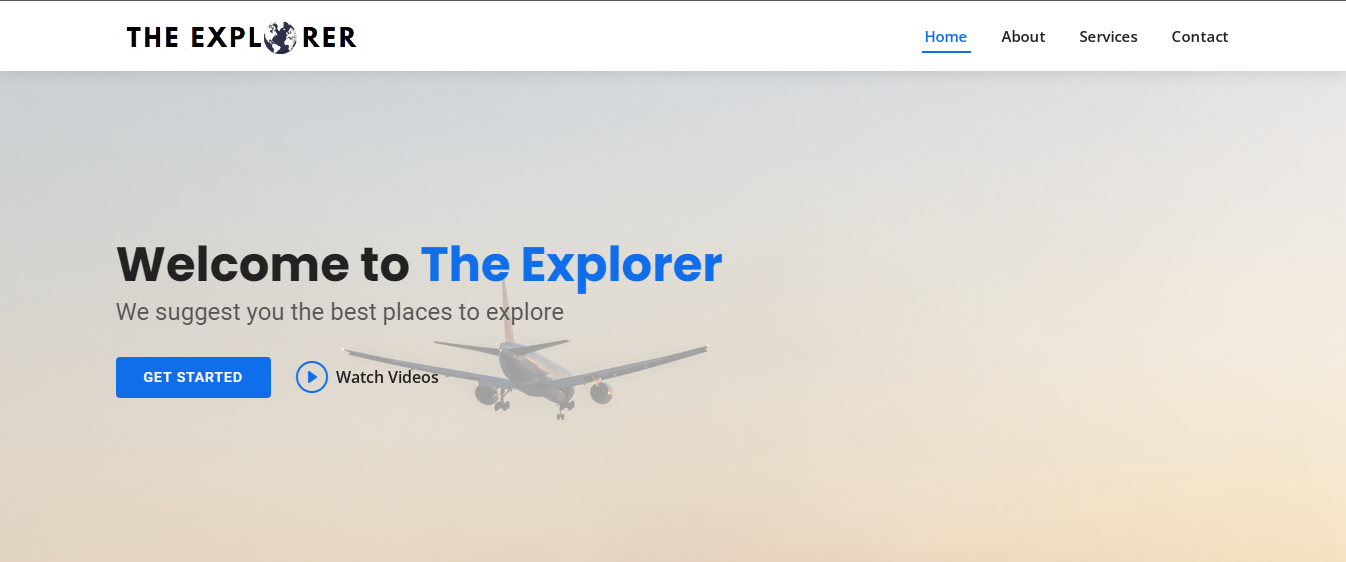 THE EXPLORER
Home About Services Contact
Welcome to The Explorer
We suggest you the best places to explore
GET STARTED
Watch Videos